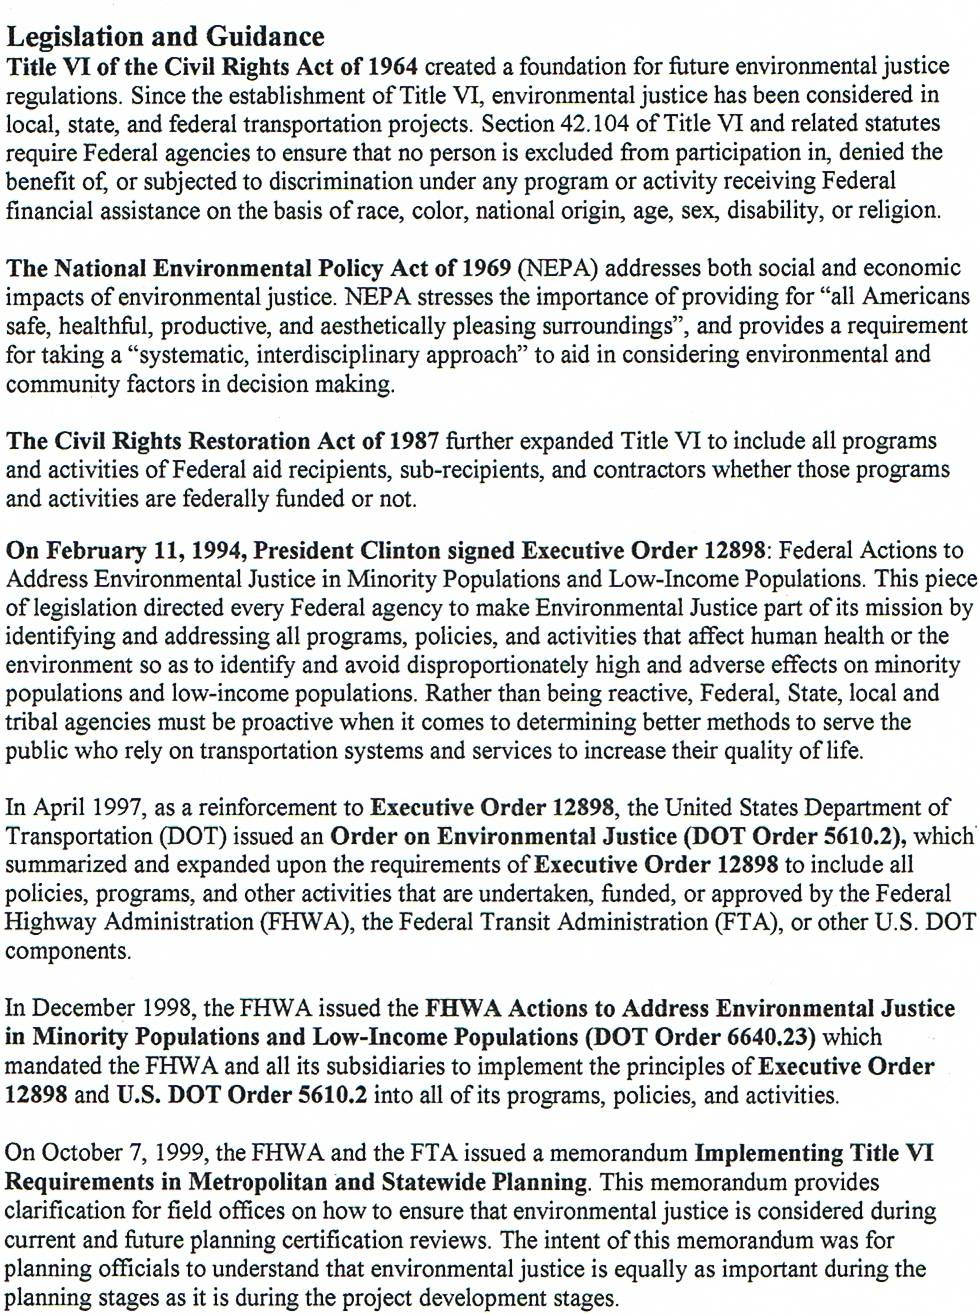 Legislation and Guidance
Title VI of the Civil Rights Act of 1964 created a foundation for future environmental justice
regulations. Since the establishment of Title VI, environmental justice has been considered in
local, state, and federal transportation projects. Section 42.104 of Title VI and related statutes
require Federal agencies to ensure that no person is excluded from participation in, denied the
benefit of, or subjected to discrimination under any program or activity receiving Federal
financial assistance on the basis of race, color, national origin, age, sex, disability, or religion.
The National Environmental Policy Act of 1969 (NEPA) addresses both social and economic
impacts of environmental justice. NEPA stresses the importance of providing for “all Americans
safe, healthful, productive, and aesthetically pleasing surroundings”, and provides a requirement
for taking a “systematic, interdisciplinary approach” to aid in considering environmental and
community factors in decision making.
The Civil Rights Restoration Act of 1987 further expanded Title VI to include all programs
and activities of Federal aid recipients, sub-recipients, and contractors whether those programs
and activities are federally funded or not.
On February 11, 1994, President Clinton signed Executive Order 12898: Federal Actions to
Address Environmental Justice in Minority Populations and Low-Income Populations. This piece
of legislation directed every Federal agency to make Environmental Justice part of its mission by
identifying and addressing all programs, policies, and activities that affect human health or the
environment so as to identify and avoid disproportionately high and adverse effects on minority
populations and low-income populations. Rather than being reactive, Federal, State, local and
tribal agencies must be proactive when it comes to determining better methods to serve the
public who rely on transportation systems and services to increase their quality of life.
In April 1997, as a reinforcement to Executive Order 12898, the United States Department of
Transportation (DOT) issued an Order on Environmental Justice (DOT Order 5610.2), which
summarized and expanded upon the requirements of Executive Order 12898 to include all
policies, programs, and other activities that are undertaken, funded, or approved by the Federal
Highway Administration (FHWA), the Federal Transit Administration (FTA), or other U.S. DOT
components.
In December 1998, the FHWA issued the FHWA Actions to Address Environmental Justice
in Minority Populations and Low-Income Populations (DOT Order 6640.23) which
mandated the FHWA and all its subsidiaries to implement the principles of Executive Order
12898 and U.S. DOT Order 5610.2 into all of its programs, policies, and activities.
On October 7, 1999, the FHWA and the FTA issued a memorandum Implementing Title VI
Requirements in Metropolitan and Statewide Planning. This memorandum provides
clarification for field offices on how to ensure that environmental justice is considered during
current and future planning certification reviews. The intent of this memorandum was for
planning officials to understand that environmental justice is equally as important during the
planning stages as it is during the project development stages.